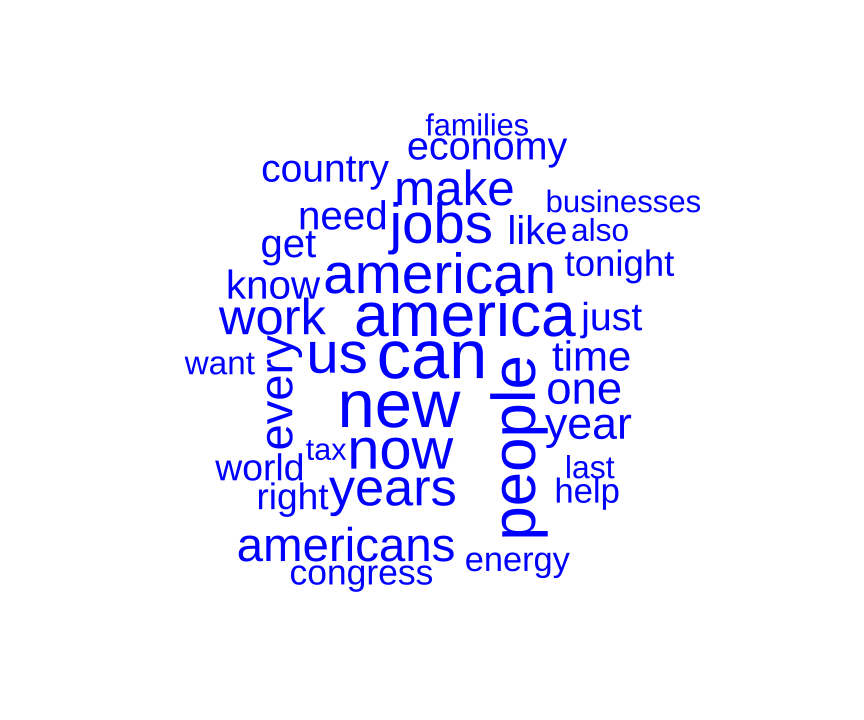 families
economy
country
make
businesses
need
jobs
like
also
get
american
tonight
know
work
america
just
want
every
us
can
time
people
new
one
year
now
tax
world
last
right
years
help
americans
energy
congress